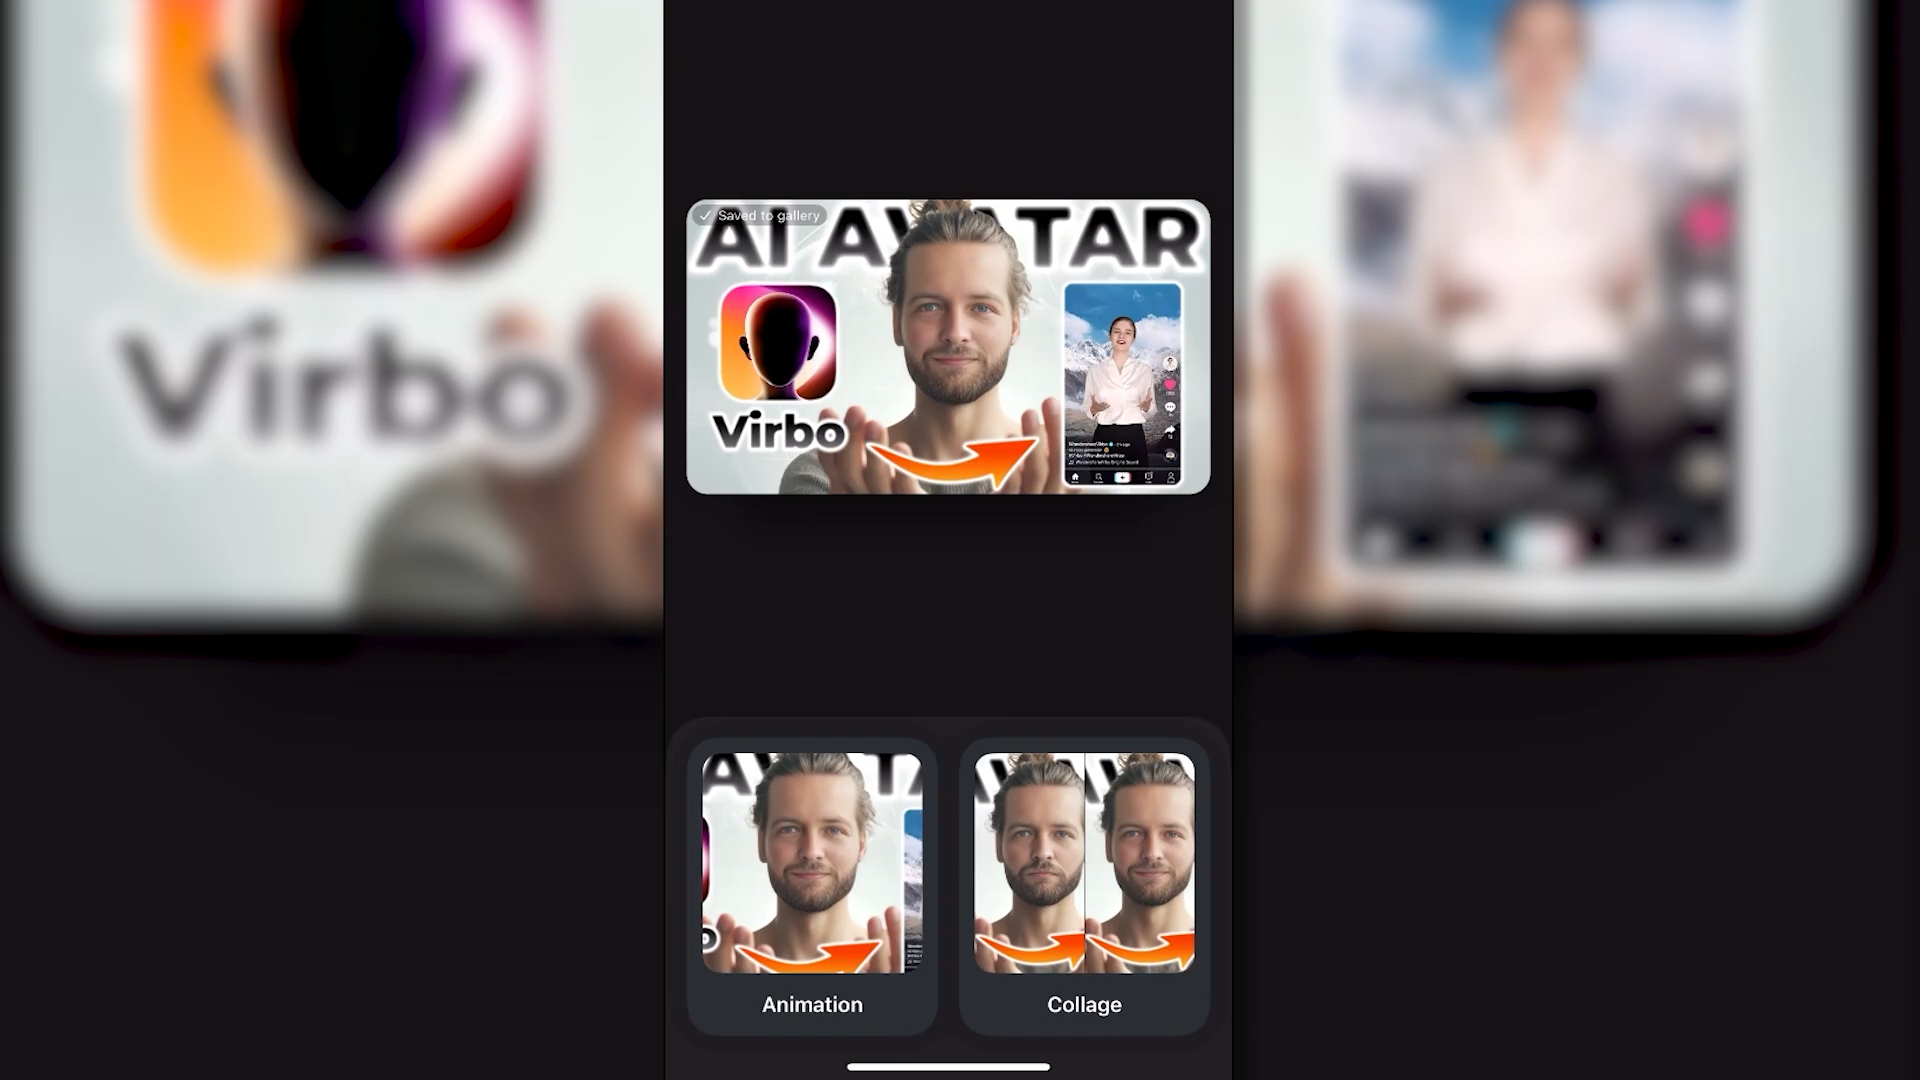 Saved to gallery
AI AVATAR
Virbo
Virbo
Animation
Collage